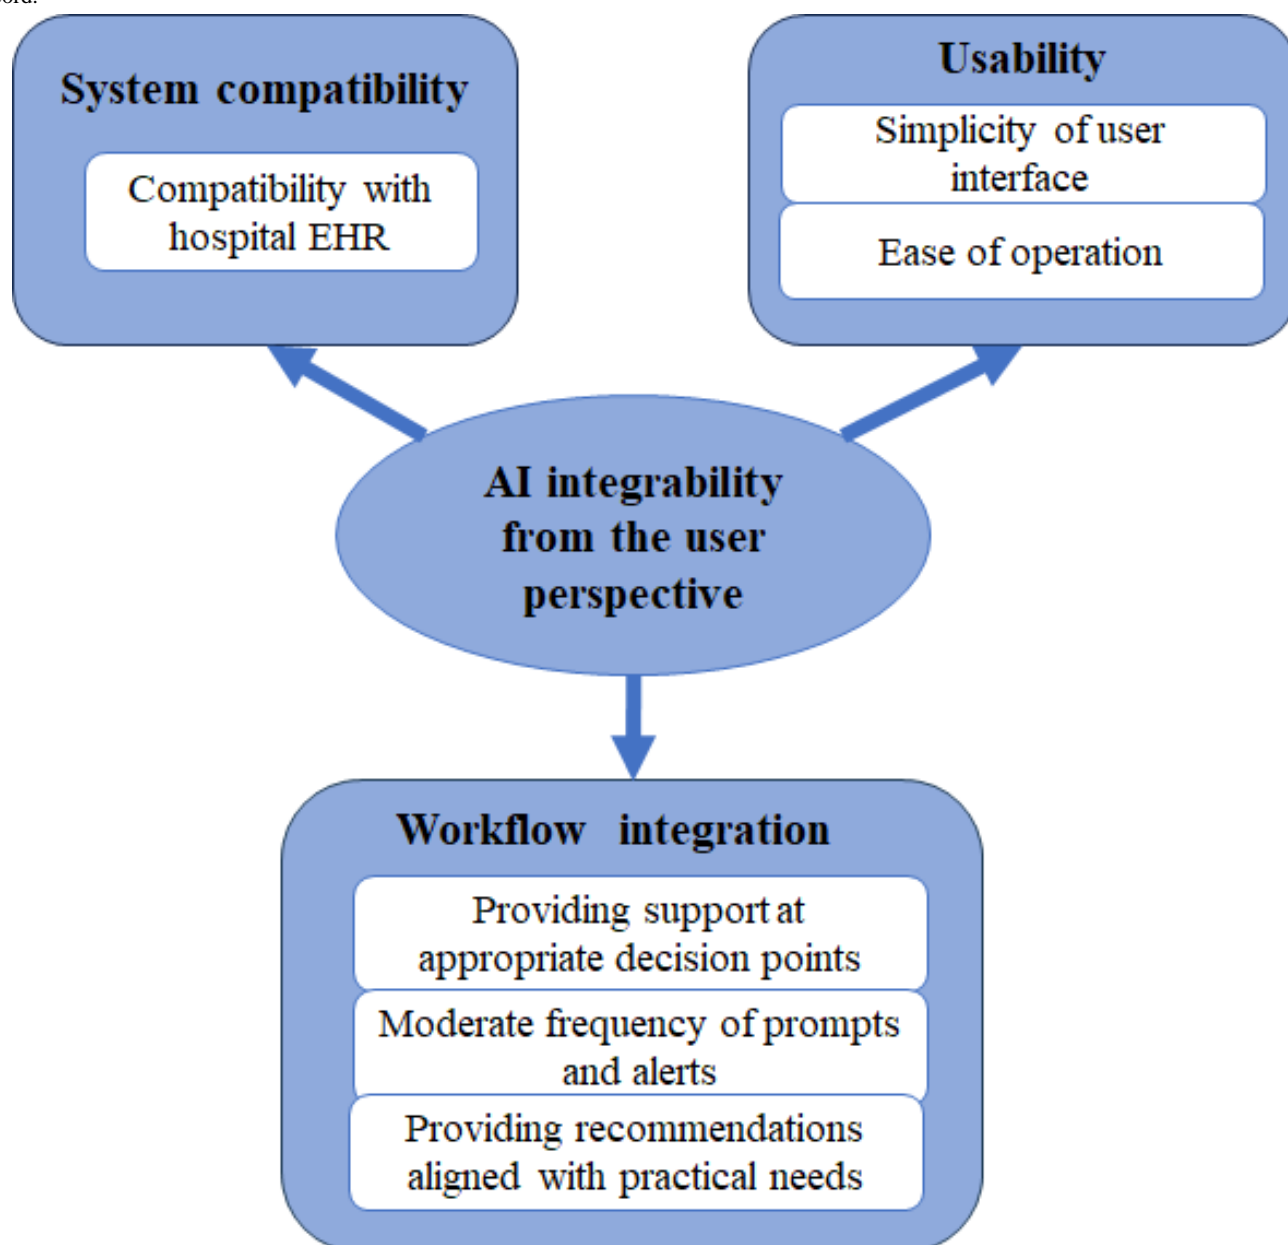 System compatibility
Compatibility with
hospital EHR
Usability
Simplicity of user
interface
Ease of operation
AI integrability
from the user
perspective
Workflow integration
Providing support at
appropriate decision points
Moderate frequency of prompts
and alerts
Providing recommendations
aligned with practical needs